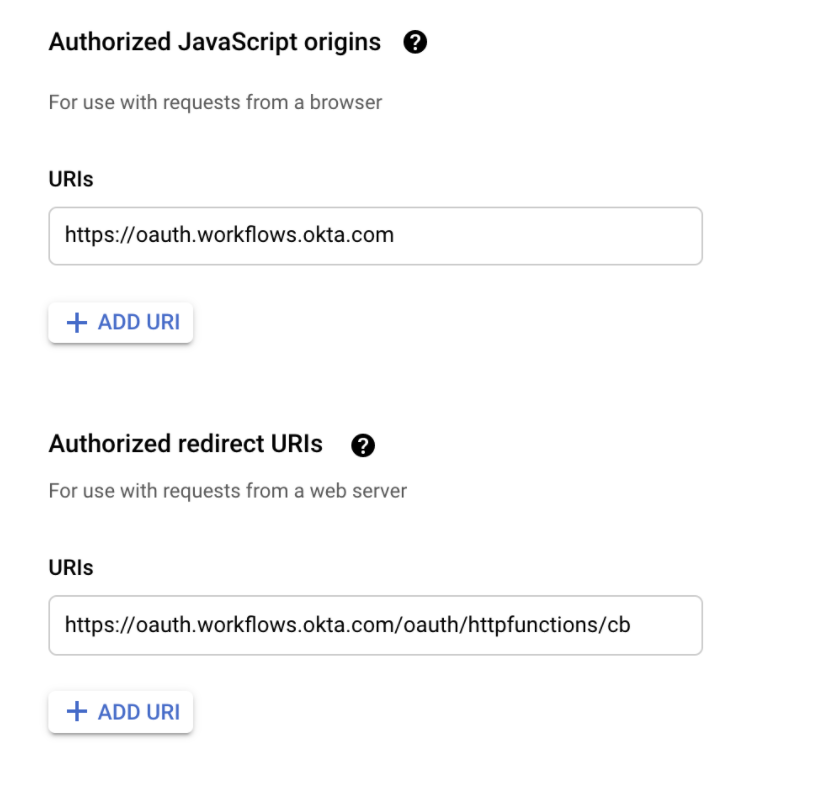 Authorized JavaScript origins ?
For use with requests from a browser
URIs
https://oauth.workflows.okta.com
+ ADD URI
Authorized redirect URIs ?
For use with requests from a web server
URIs
https://oauth.workflows.okta.com/oauth/httpfunctions/cb
+ ADD URI